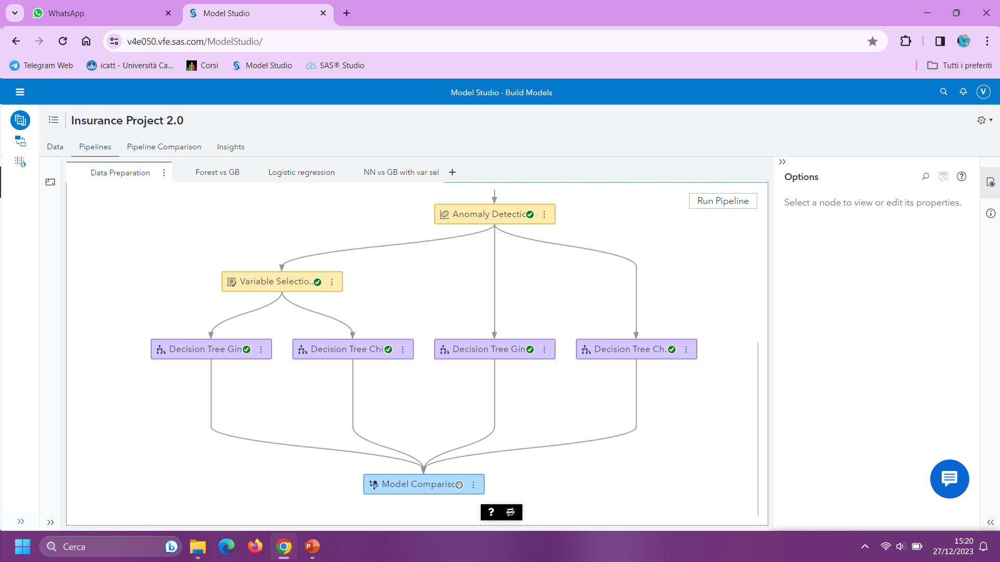 WhatsApp
Model Studio
v4e050.vfe.sas.com/ModelStudio/
Telegram Web
icatt - Università Ca...
Corsi
Model Studio
SAS® Studio
Tutti i preferiti
Model Studio - Build Models
V
Insurance Project 2.0
Data
Pipelines
Pipeline Comparison
Insights
Data Preparation
Forest vs GB
Logistic regression
NN vs GB with var sel
Options
Run Pipeline
Select a node to view or edit its properties.
Anomaly Detectic
Variable Selectio..
Decision Tree Gin
Decision Tree Chi
Decision Tree Gin
Decision Tree Ch.
Model Comparisc
?
Cerca
15:20
27/12/2023